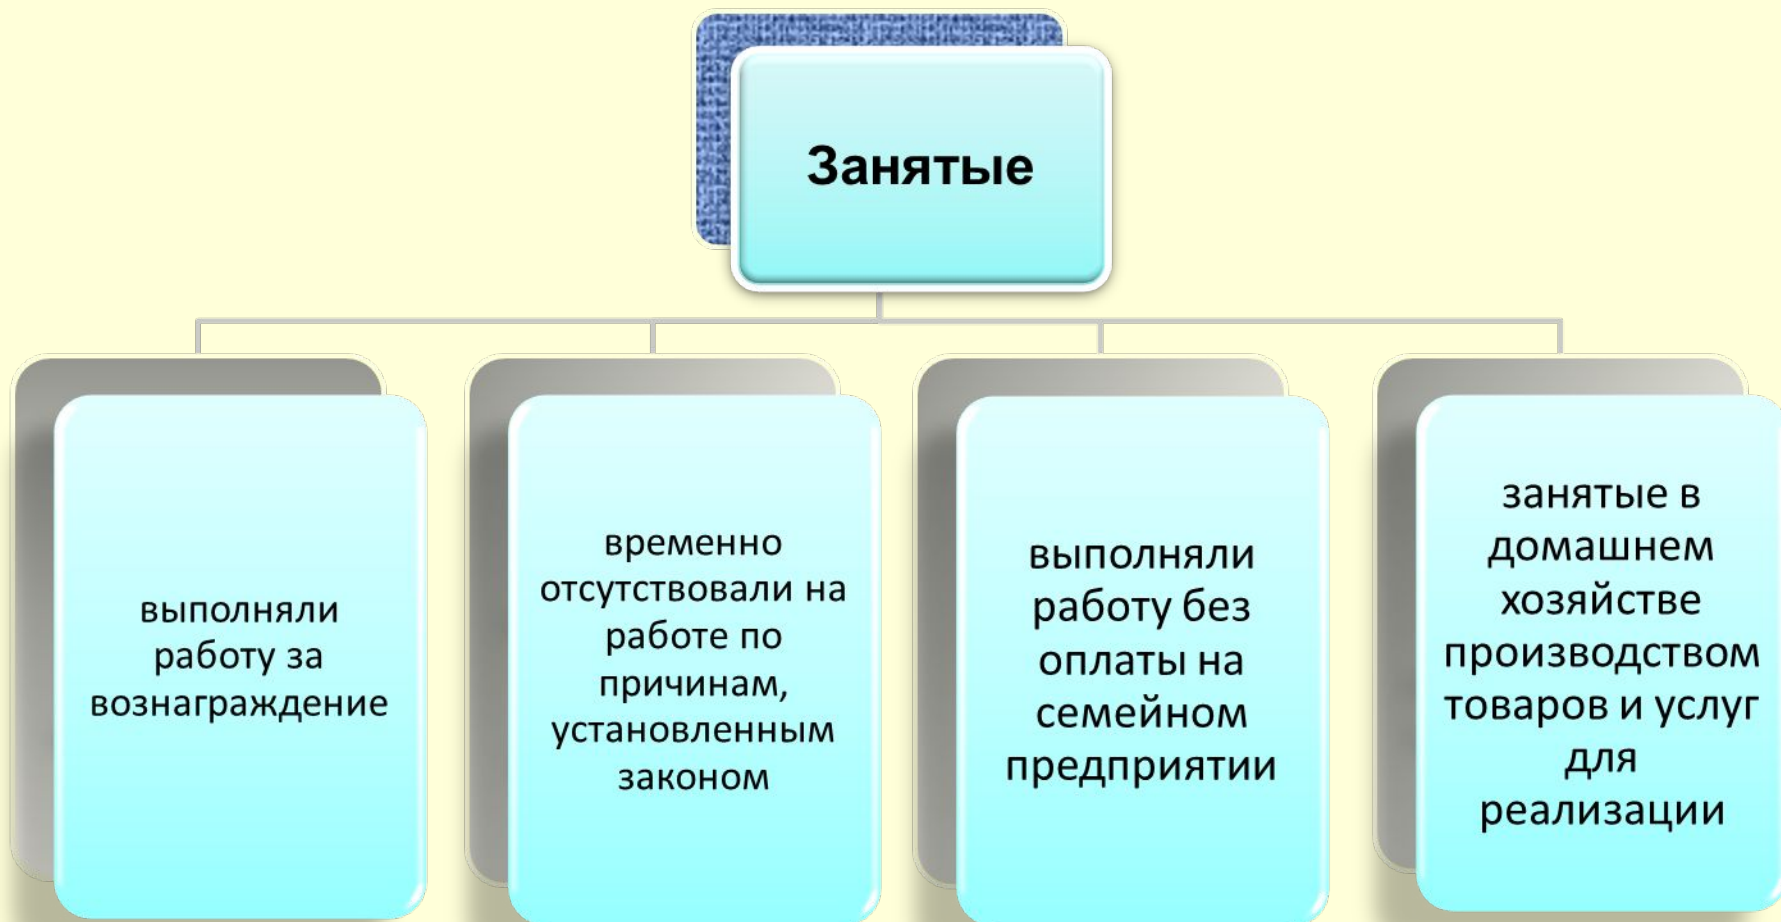 Занятые
выполняли
работу за
вознаграждение
временно
отсутствовали на
работе по
причинам,
установленным
законом
выполняли
работу без
оплаты на
семейном
предприятии
занятые в
домашнем
хозяйстве
производством
товаров и услуг
для
реализации